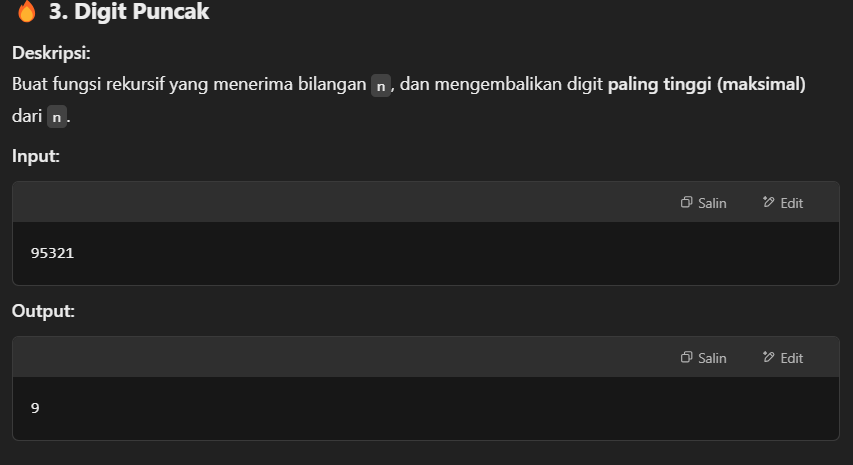 🔥 3. Digit Puncak
Deskripsi:
Buat fungsi rekursif yang menerima bilangan n, dan mengembalikan digit paling tinggi (maksimal)
dari n.
Input:
Salin Edit
95321
Output:
Salin Edit
9